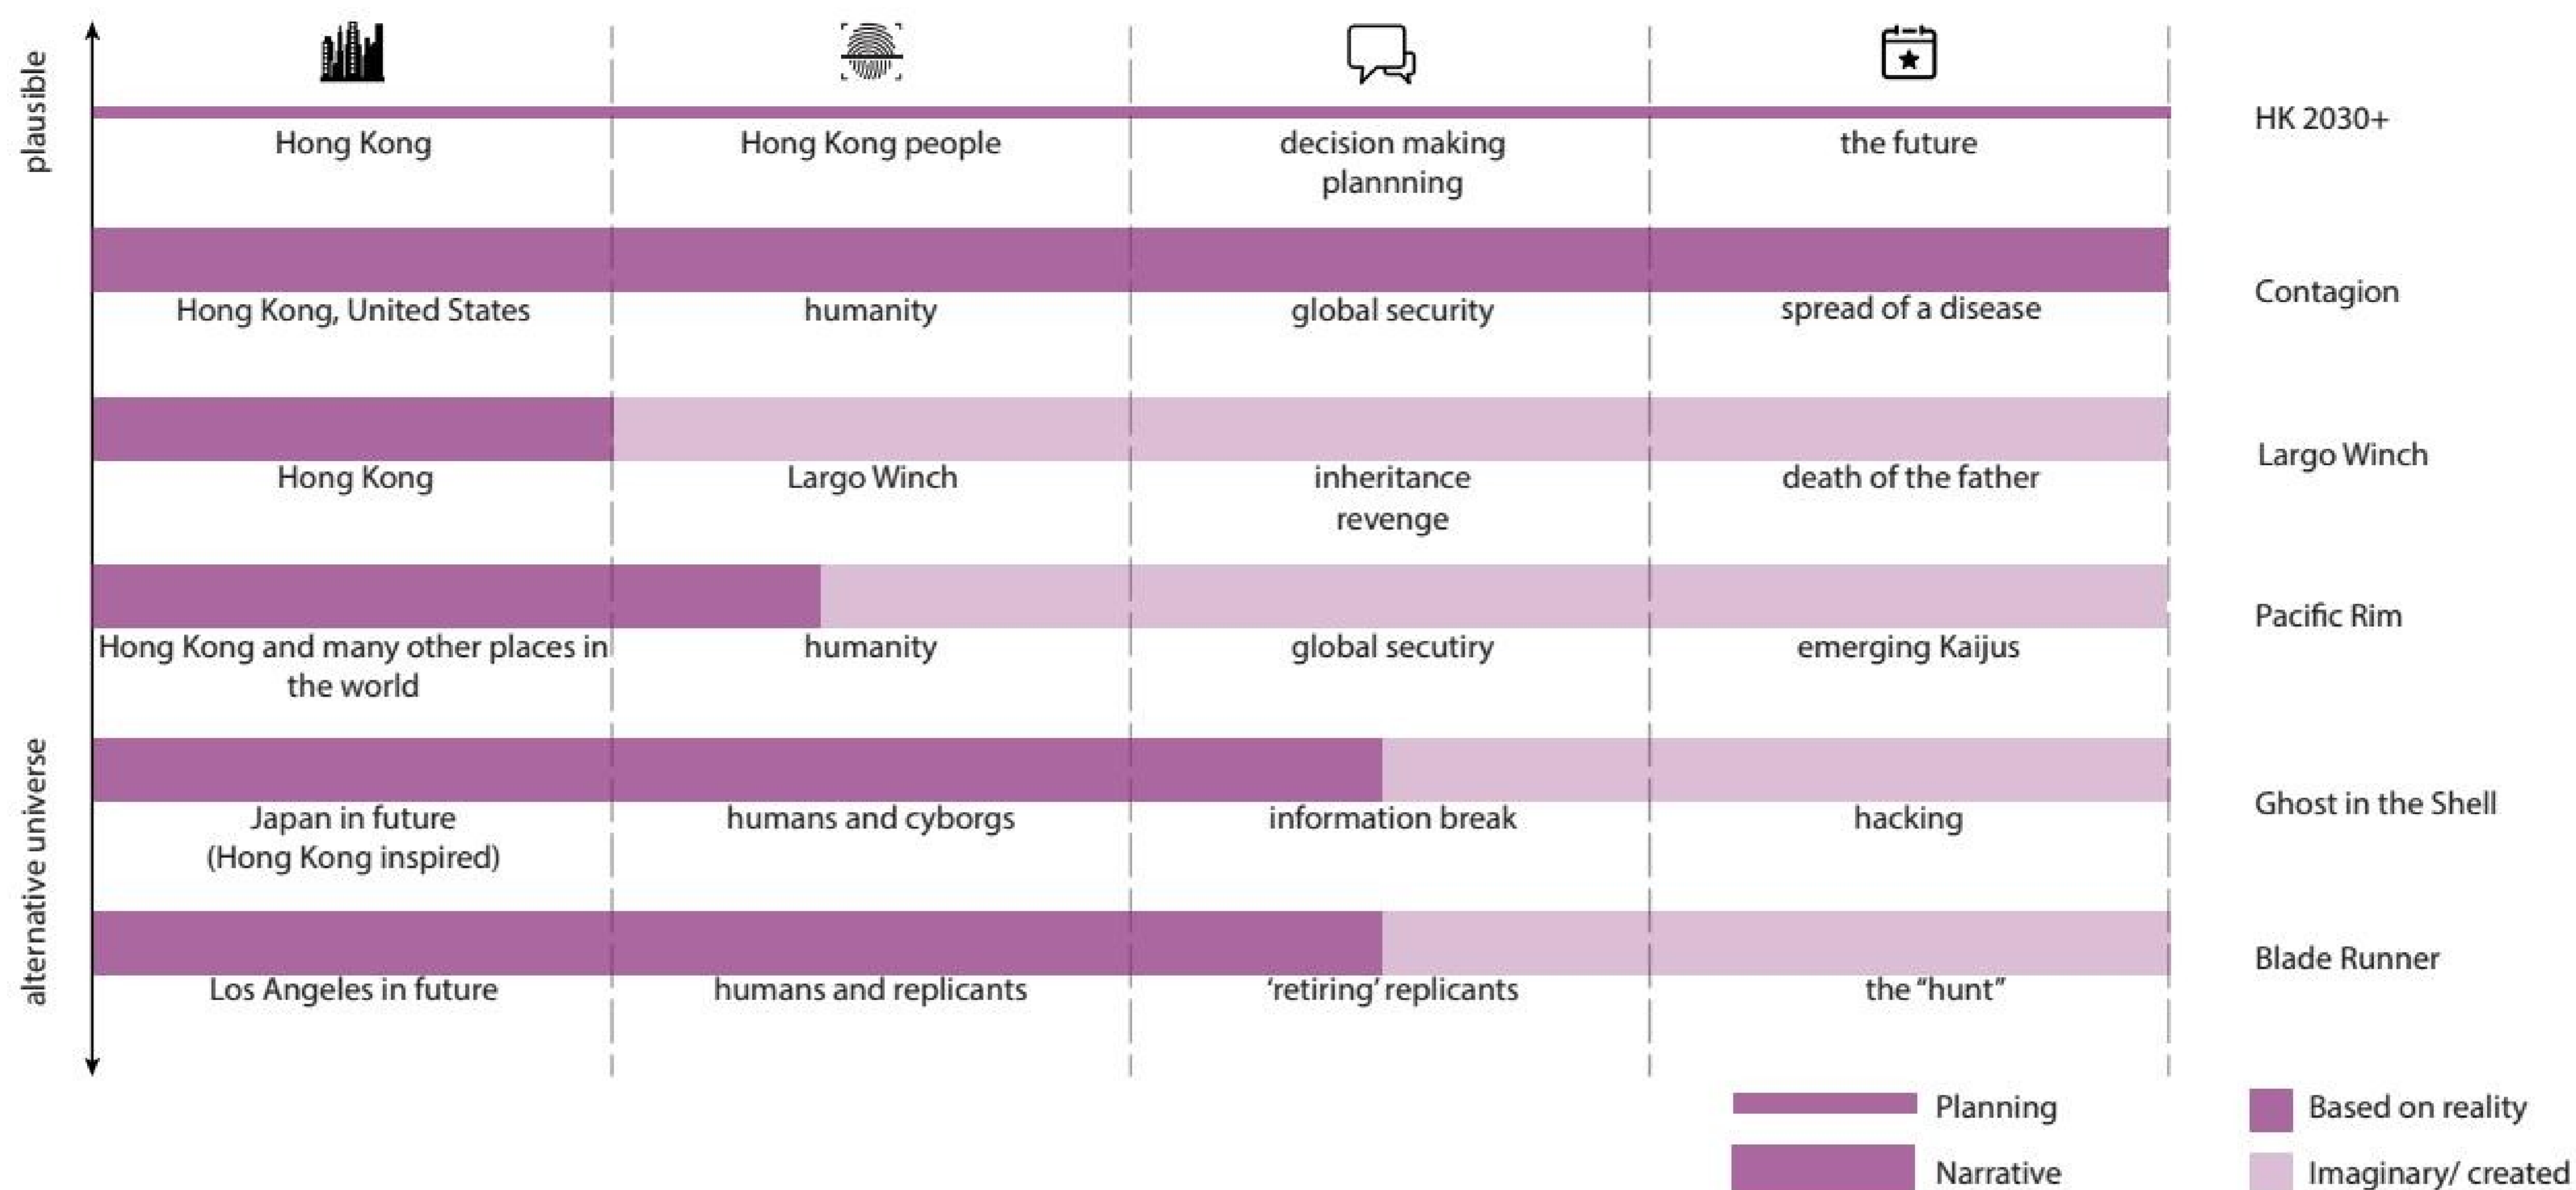 plausible
Hong Kong
Hong Kong people
decision making
plannning
the future
HK 2030+
Hong Kong, United States
humanity
global security
spread of a disease
Contagion
Hong Kong
Largo Winch
inheritance
revenge
death of the father
Largo Winch
Hong Kong and many other places in
the world
humanity
global secutiry
emerging Kaijus
Pacific Rim
alternative universe
Japan in future
(Hong Kong inspired)
humans and cyborgs
information break
hacking
Ghost in the Shell
Los Angeles in future
humans and replicants
‘retiring’ replicants
the “hunt”
Blade Runner
Planning
Based on reality
Narrative
Imaginary/ created